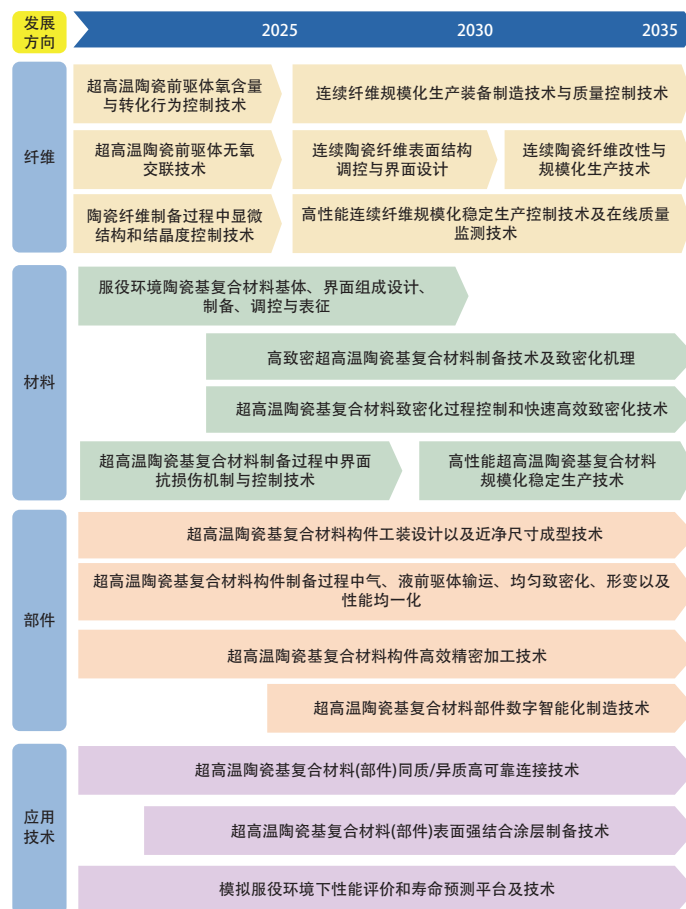 发展
方向
2025
2030
2035
纤维
超高温陶瓷前驱体氧含量
与转化行为控制技术
连续纤维规模化生产装备制造技术与质量控制技术
超高温陶瓷前驱体无氧
交联技术
连续陶瓷纤维表面结构
调控与界面设计
连续陶瓷纤维改性与
规模化生产技术
陶瓷纤维制备过程中显微
结构和结晶度控制技术
高性能连续纤维规模化稳定生产控制技术及在线质量
监测技术
材料
服役环境陶瓷基复合材料基体、界面组成设计、
制备、调控与表征
高致密超高温陶瓷基复合材料制备技术及致密化机理
超高温陶瓷基复合材料致密化过程控制和快速高效致密化技术
超高温陶瓷基复合材料制备过程中界面
抗损伤机制与控制技术
高性能超高温陶瓷基复合材料
规模化稳定生产技术
部件
超高温陶瓷基复合材料构件工装设计以及近净尺寸成型技术
超高温陶瓷基复合材料构件制备过程中气、液前驱体输运、均匀致密化、形变以及
性能均一化
超高温陶瓷基复合材料构件高效精密加工技术
超高温陶瓷基复合材料部件数字智能化制造技术
应用
技术
超高温陶瓷基复合材料(部件)同质/异质高可靠连接技术
超高温陶瓷基复合材料(部件)表面强结合涂层制备技术
模拟服役环境下性能评价和寿命预测平台及技术